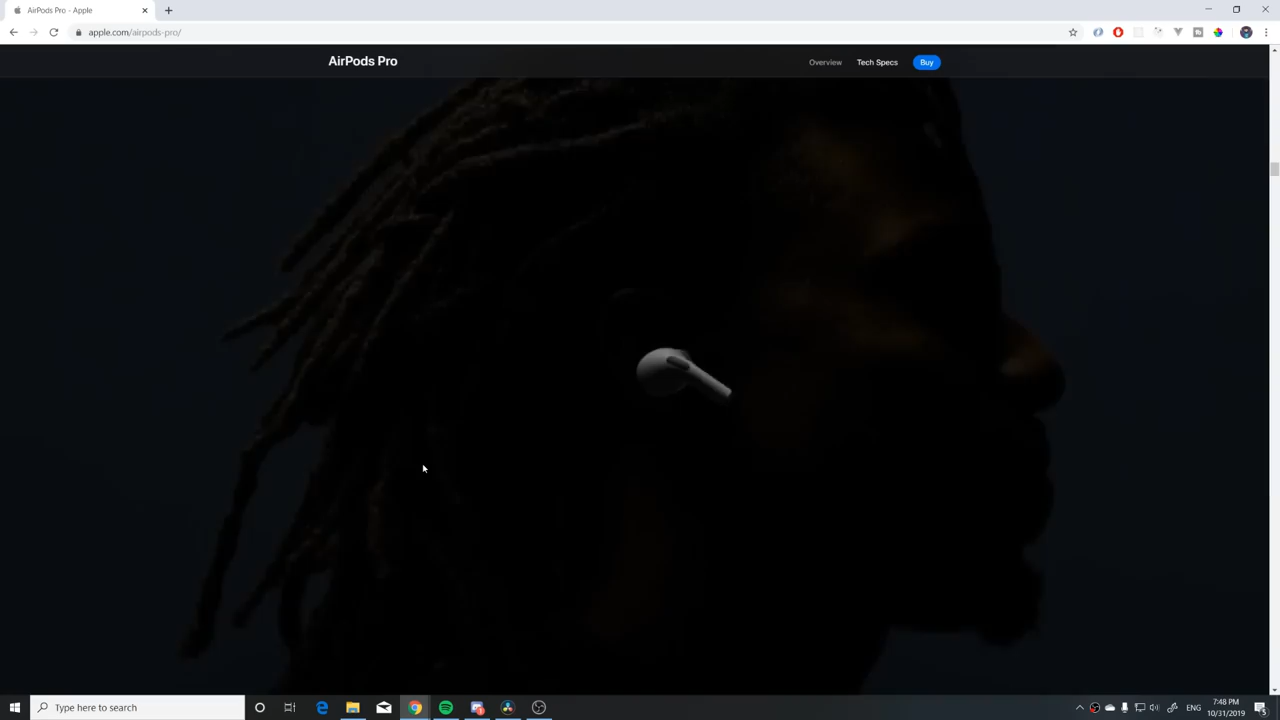 AirPods Pro - Apple
apple.com/airpods-pro/
AirPods Pro
Overview Tech Specs Buy
Type here to search
ENG
7:48 PM
10/31/2019
5